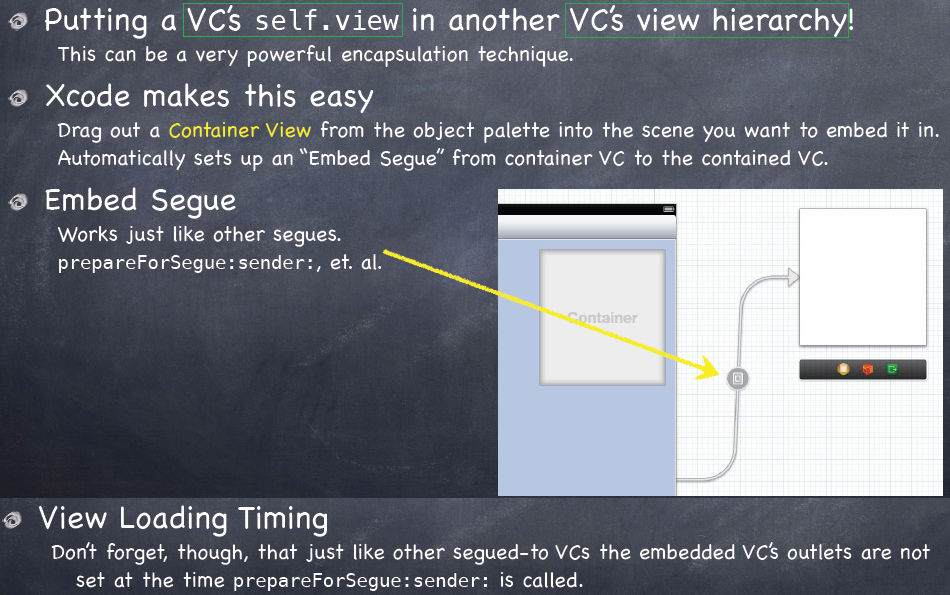 Putting a VC's self.view in another VC's view hierarchy!
This can be a very powerful encapsulation technique.
Xcode makes this easy
Drag out a Container View from the object palette into the scene you want to embed it in.
Automatically sets up an "Embed Segue" from container VC to the contained VC.
Embed Segue
Works just like other segues.
prepareForSegue:sender:, et. al.
Container
View Loading Timing
Don't forget, though, that just like other segued-to VCs the embedded VC's outlets are not
set at the time prepareForSegue:sender: is called.